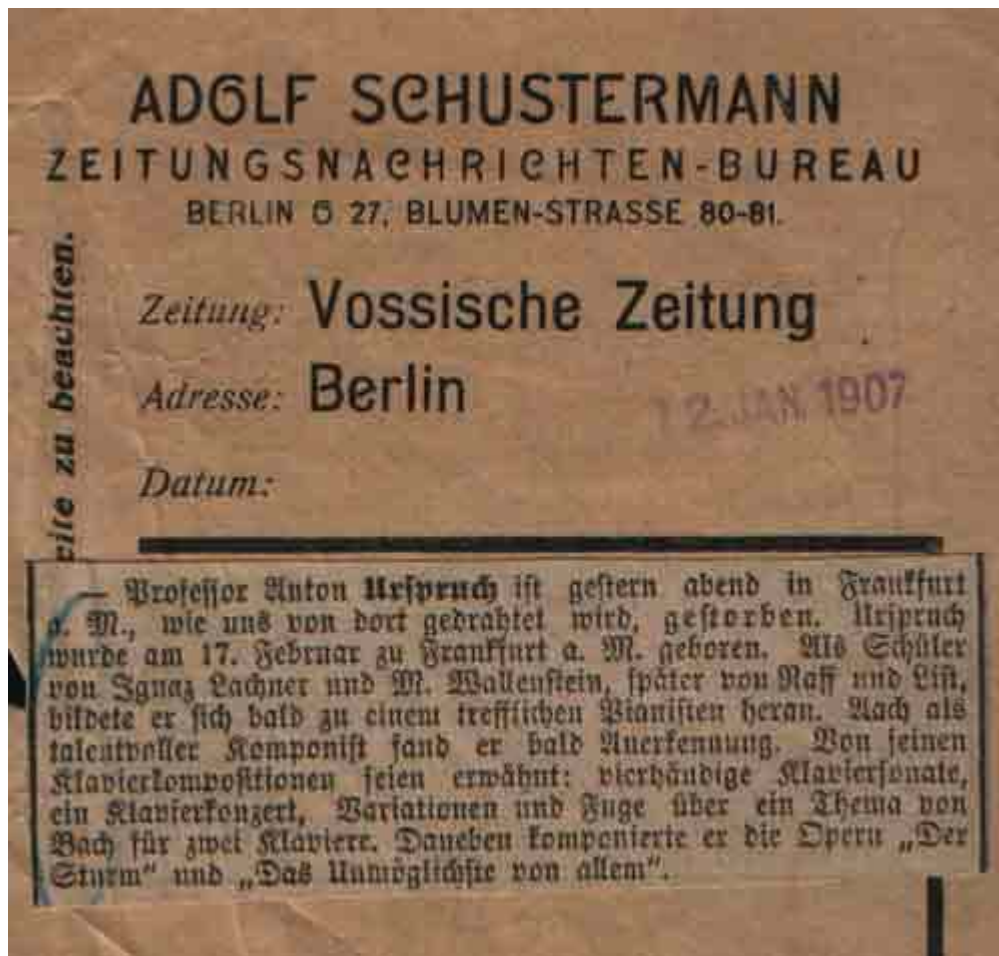 ADOLF SCHUSTERMANN
ZEITUNGSNACHRICHTEN-BUREAU
BERLIN O 27, BLUMEN-STRASSE 80-81.
zu beachten.
Zeitung: Vossische Zeitung
Adresse: Berlin
12. JAN. 1907
Datum:
— Professor Anton Urspruch ist gestern abend in Frankfurt
a. M., wie uns von dort gedrahtet wird, gestorben. Urspruch
wurde am 17. Februar zu Frankfurt a. M. geboren. Als Schüler
von Ignaz Lachner und M. Wallenstein, später von Raff und List,
bildete er sich bald zu einem trefflichen Pianisten heran. Auch als
talentvoller Komponist fand er bald Anerkennung. Von seinen
Klavierkompositionen seien erwähnt: vierhändige Klaviersonate,
ein Klavierkonzert, Variationen und Fuge über ein Thema von
Bach für zwei Klaviere. Daneben komponierte er die Opern „Der
Sturm" und „Das Unmöglichste von allem".